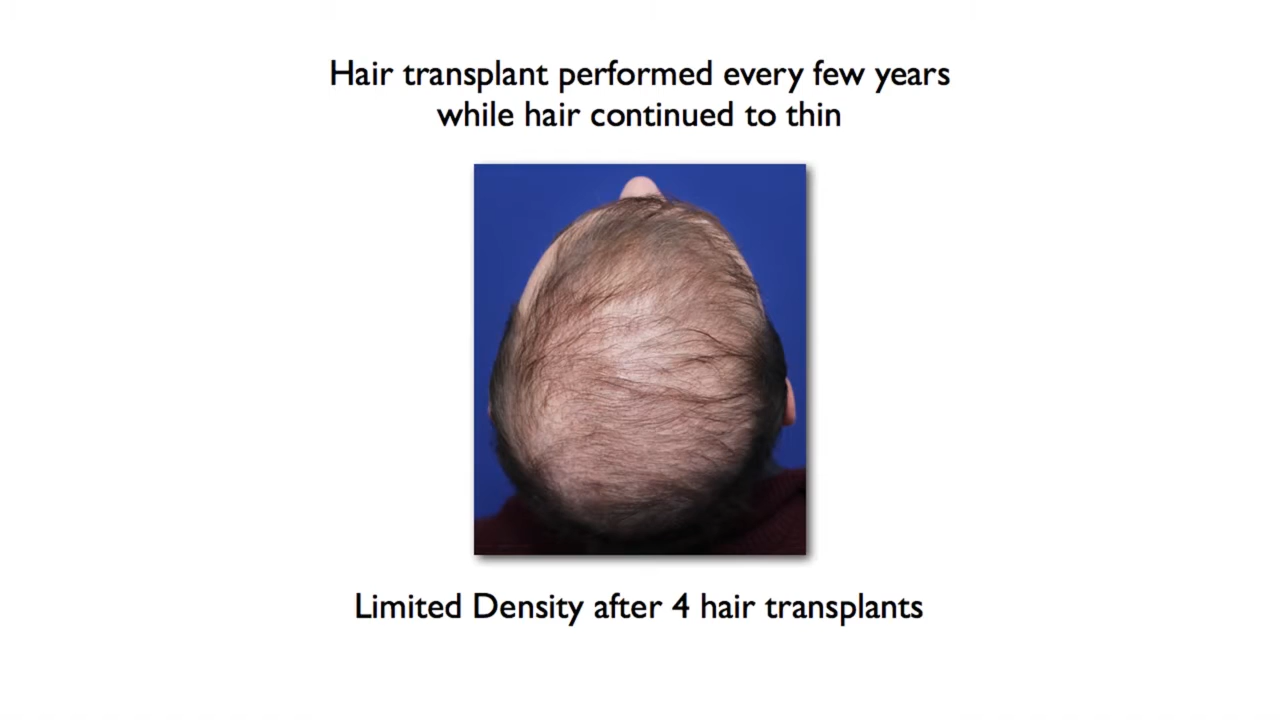 Hair transplant performed every few years
while hair continued to thin
Limited Density after 4 hair transplants